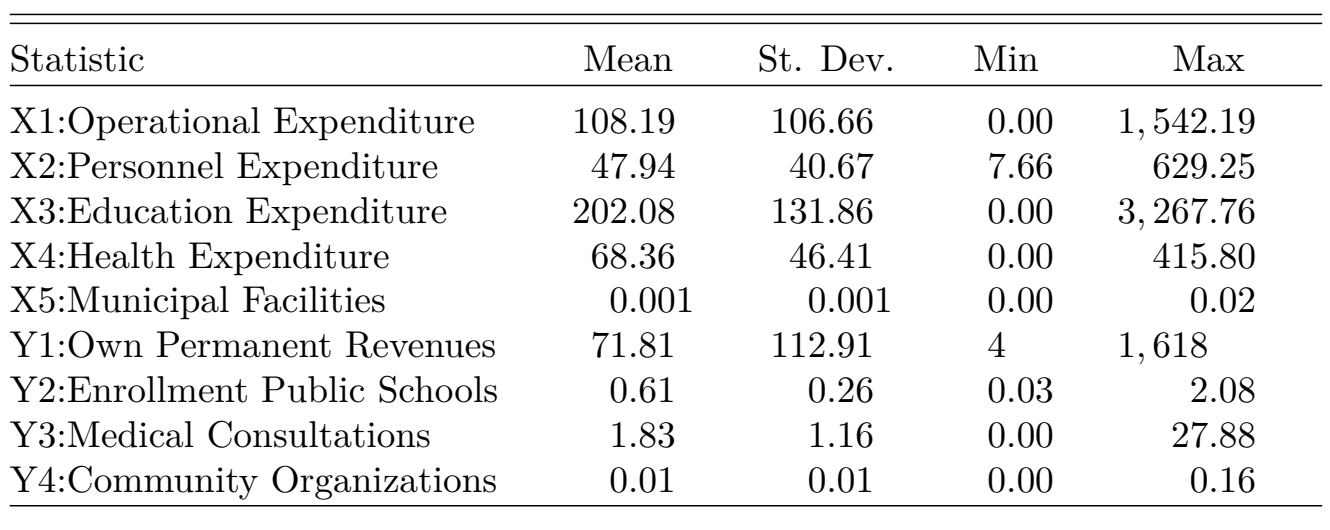 Statistic Mean St. Dev. Min Max
X1:Operational Expenditure 108.19 106.66 0.00 1,542.19
X2:Personnel Expenditure 47.94 40.67 7.66 629.25
X3:Education Expenditure 202.08 131.86 0.00 3,267.76
X4:Health Expenditure 68.36 46.41 0.00 415.80
X5:Municipal Facilities 0.001 0.001 0.00 0.02
Y1:Own Permanent Revenues 71.81 112.91 4 1,618
Y2:Enrollment Public Schools 0.61 0.26 0.03 2.08
Y3:Medical Consultations 1.83 1.16 0.00 27.88
Y4:Community Organizations 0.01 0.01 0.00 0.16